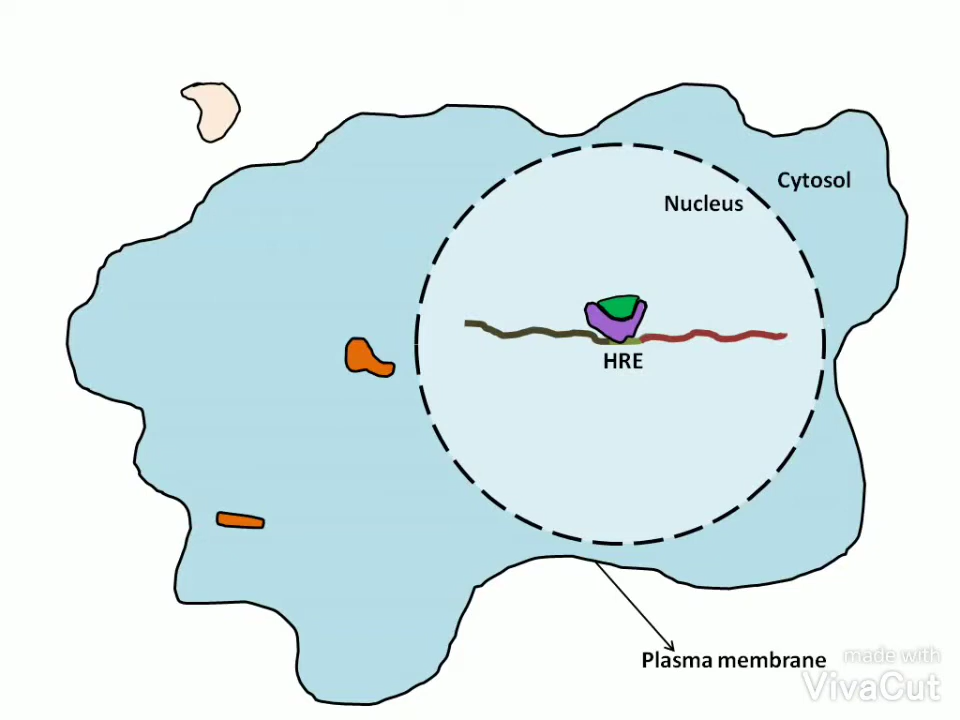 Cytosol
Nucleus
HRE
Plasma membrane
made with
VivaCut